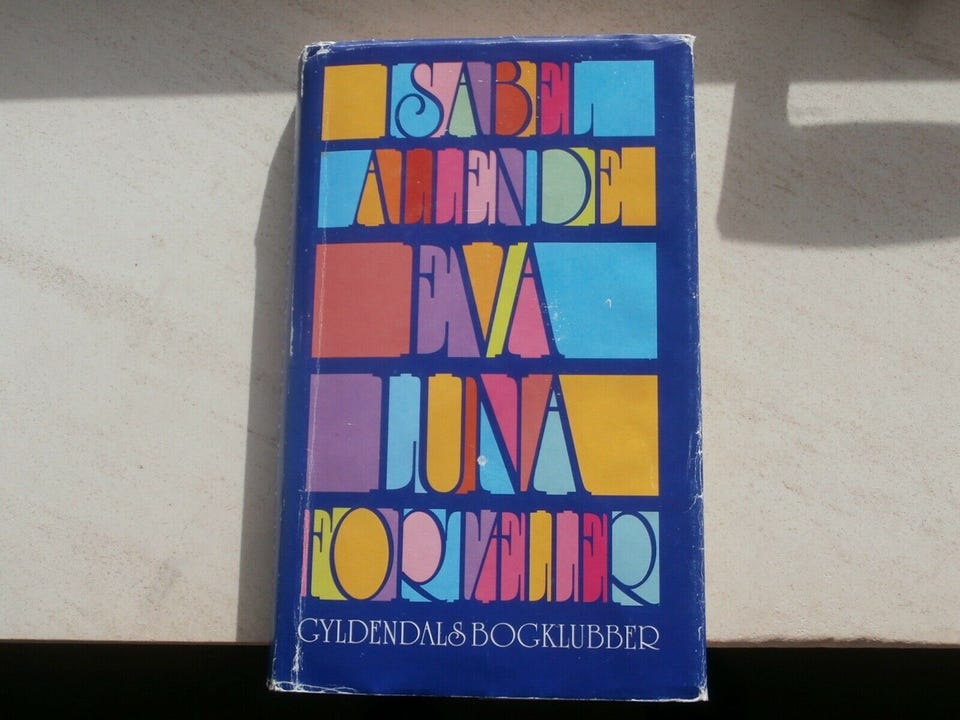 ISABEL
ALLENDE
EVA
LUNA
FORTÆLLER
GYLDENDALS BOGKLUBBER